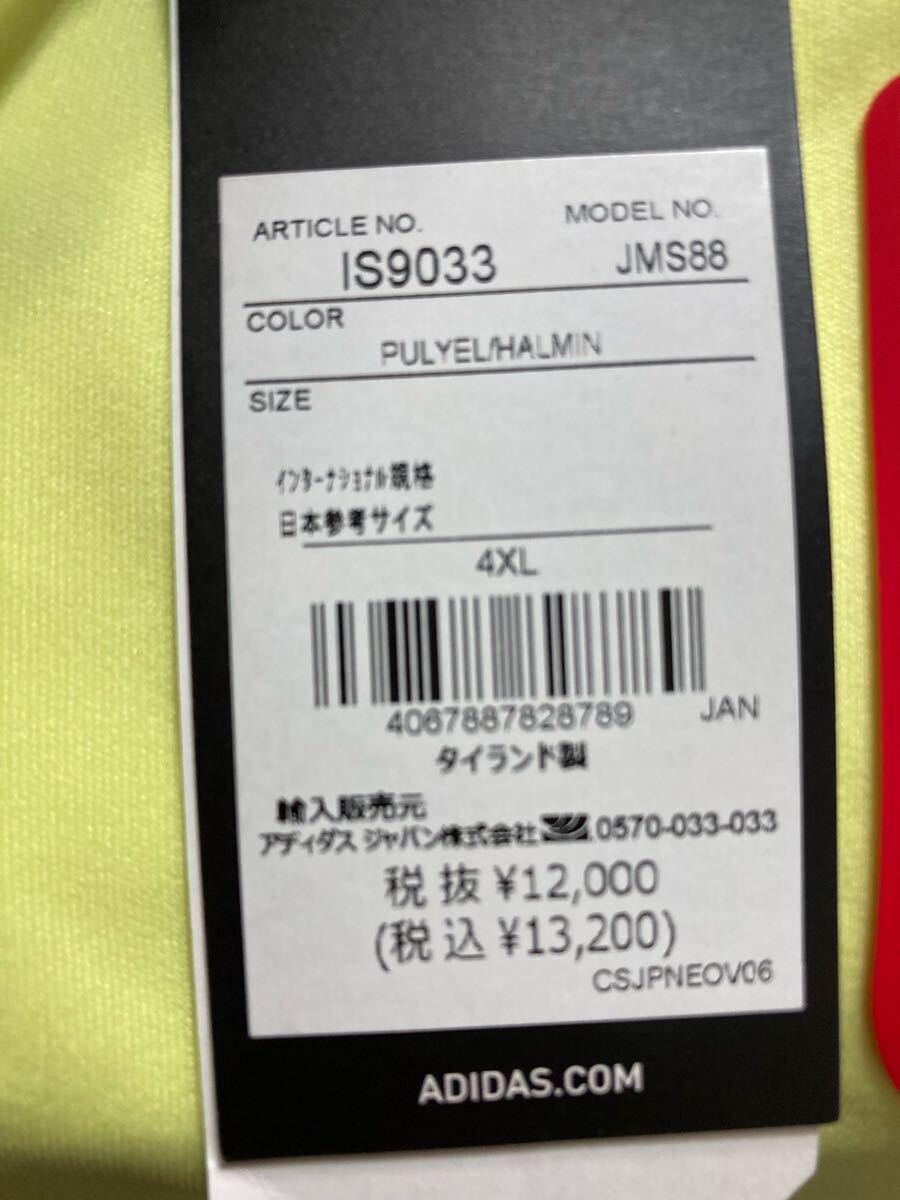 ARTICLE NO. MODEL NO.
IS9033 JMS88
COLOR
PULYEL/HALMIN
SIZE
インターナショナル規格
日本参考サイズ
4XL
4067887828789 JAN
タイランド製
輸入販売元
アディダス ジャパン株式会社 0570-033-033
税抜 ¥12,000
(税込 ¥13,200)
CSJPNEOV06
ADIDAS.COM